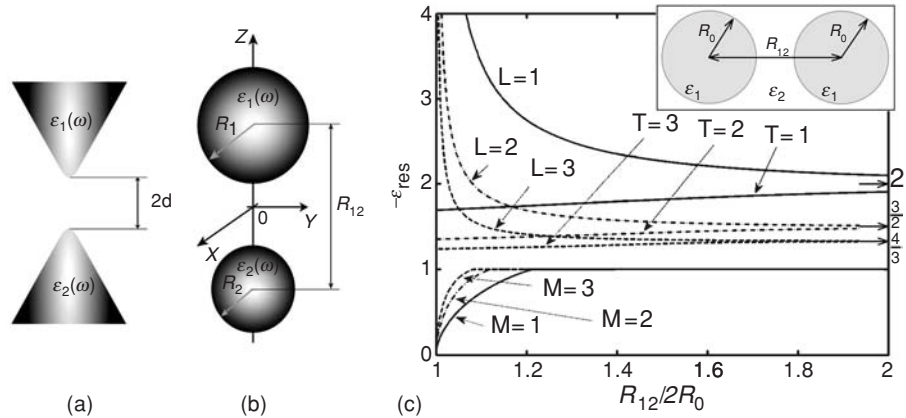 ε₁(ω)
2d
ε₂(ω)
(a)
Z
ε₁(ω)
R₁
0
Y
X
R₁₂
ε₂(ω)
R₂
(b)
4
3
2
1
0
-εres
L=1
L=2
L=3
T=3
T=2
T=1
M=3
M=2
M=1
R₀
R₁₂
R₀
ε₁
ε₂
ε₁
2
3/2
4/3
1
1.2
1.4
1.6
1.8
2
R₁₂/2R₀
(c)